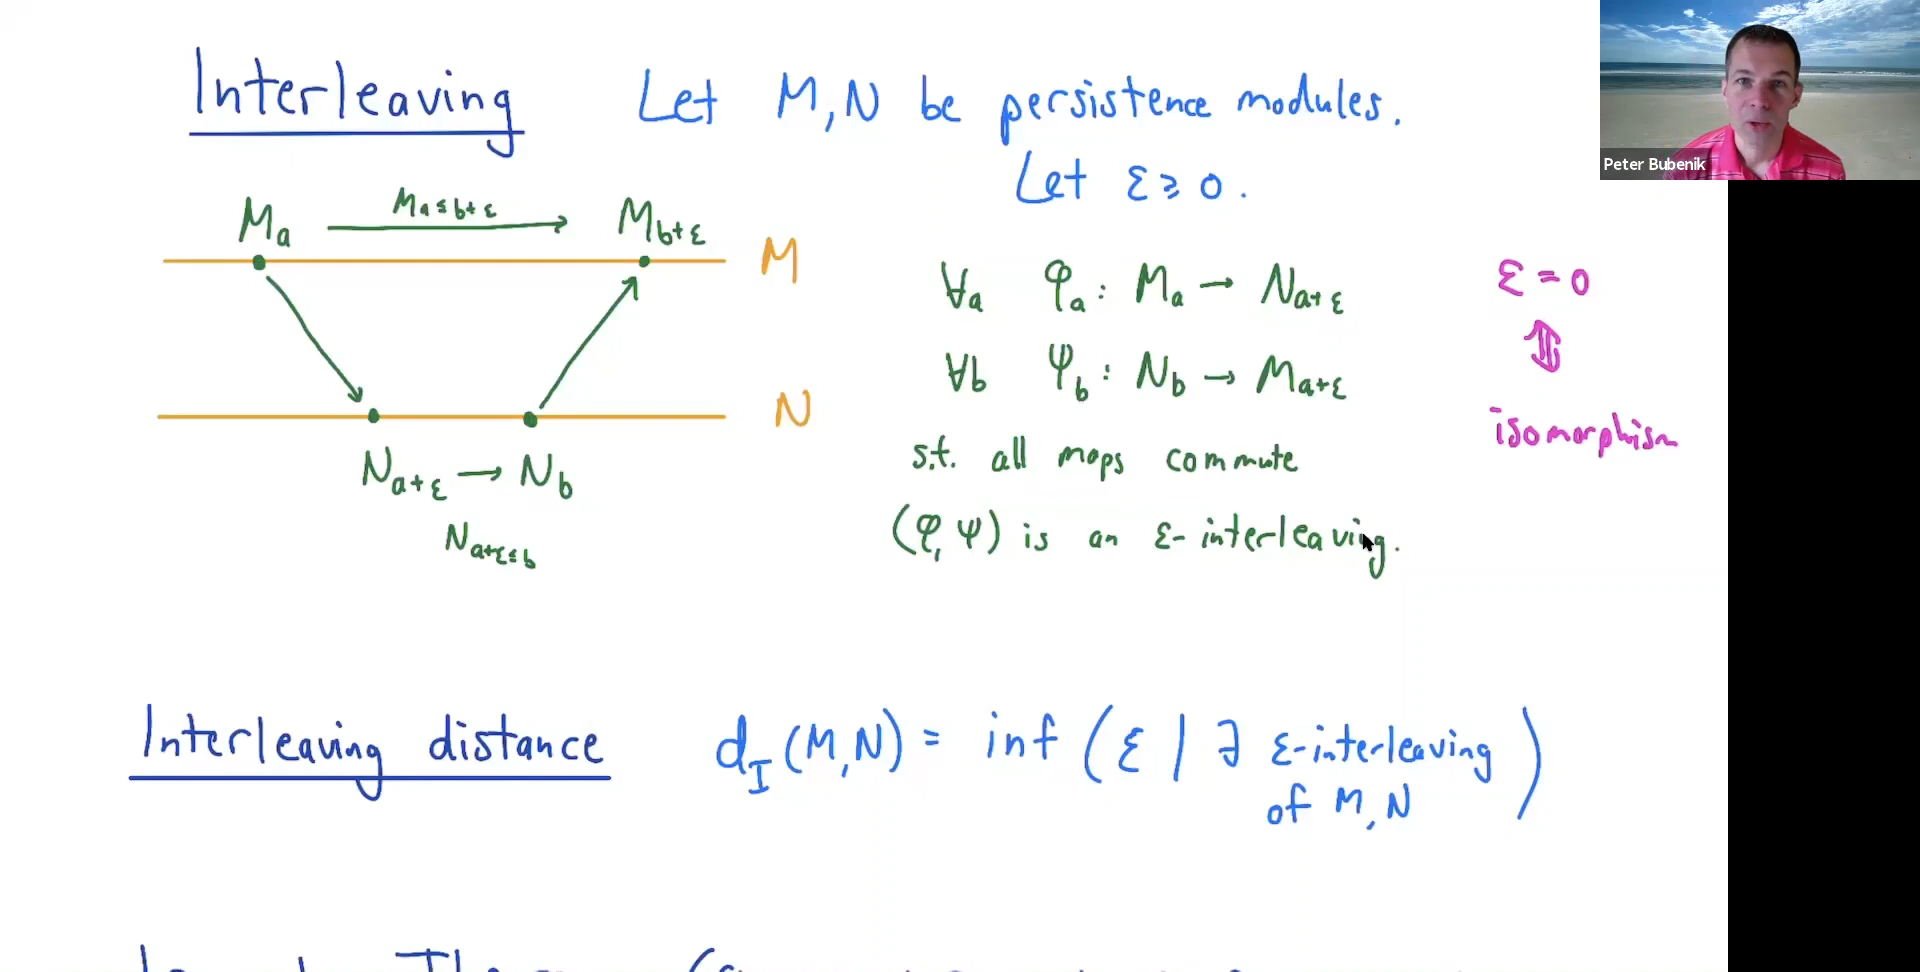 Interleaving Let M, N be persistence modules.
Let ε ≥ 0.
Peter Bubenik
M_a M_{a≤b+ε} M_{b+ε}
M
∀a φ_a : M_a → N_{a+ε}
ε = 0
⇕
∀b ψ_b : N_b → M_{a+ε}
N
isomorphism
s.t. all maps commute
N_{a+ε} → N_b
N_{a+ε≤b}
(φ, ψ) is an ε-interleaving.
Interleaving distance d_I (M, N) = inf ( ε | ∃ ε-interleaving
of M, N )